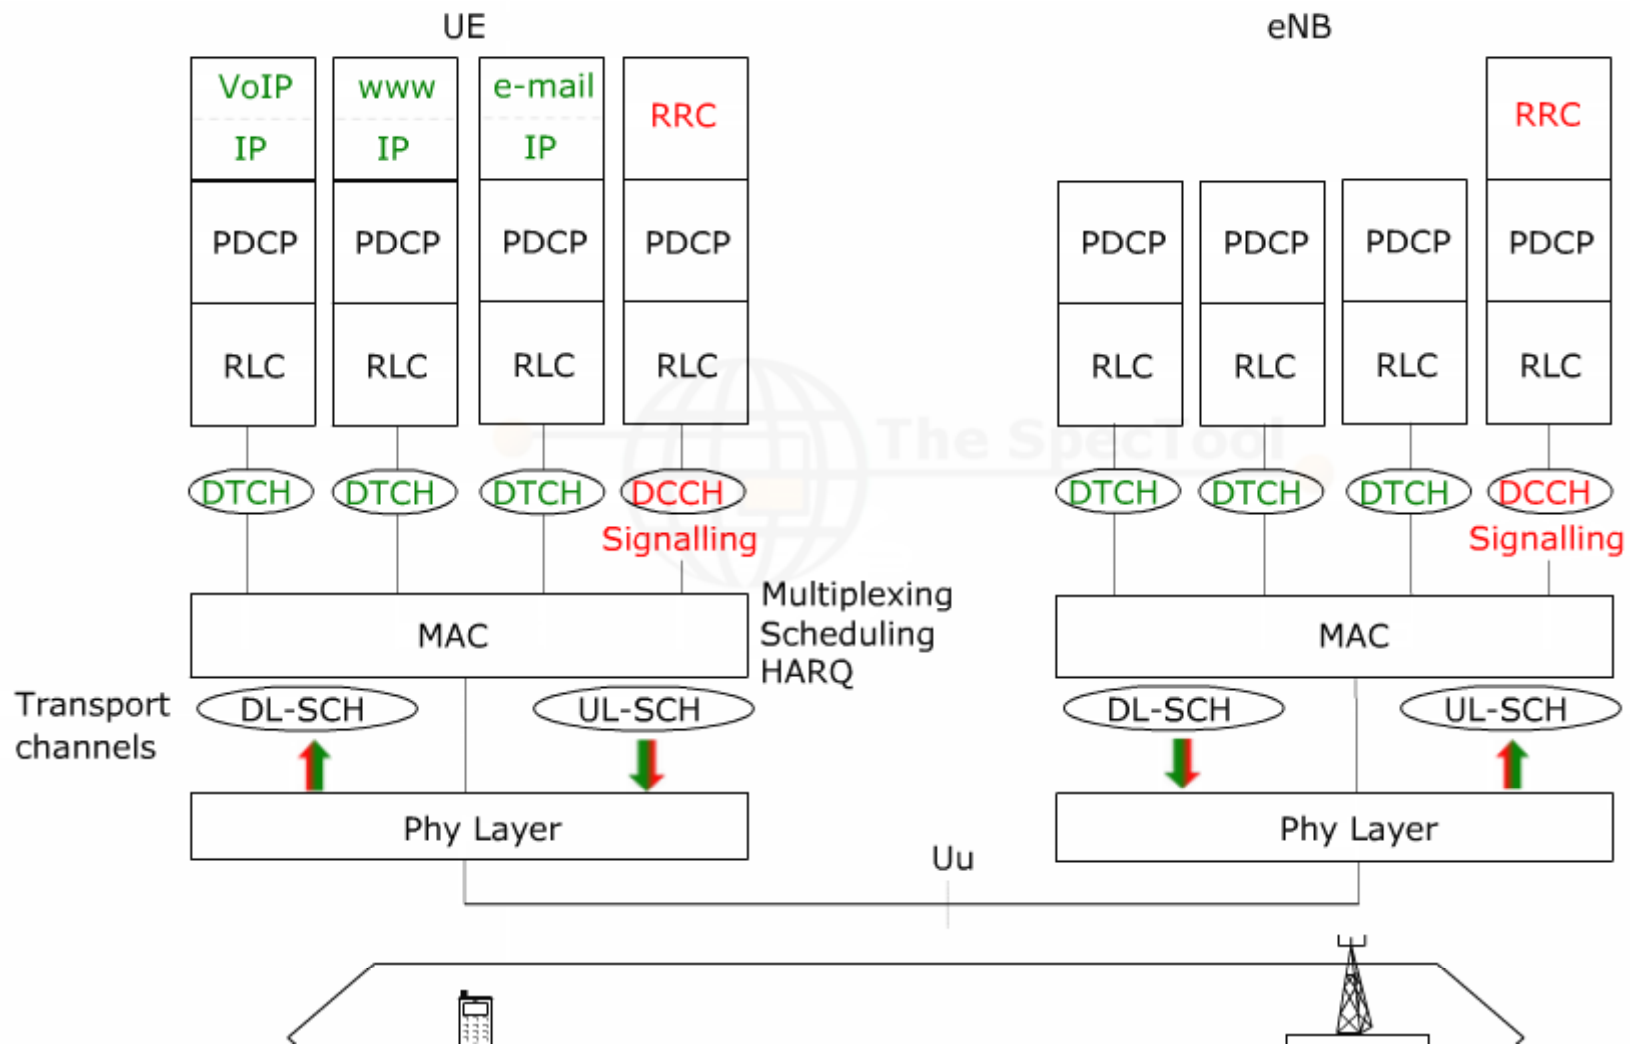 UE
eNB
VoIP
IP
www
IP
e-mail
IP
RRC
RRC
PDCP
PDCP
PDCP
PDCP
PDCP
PDCP
PDCP
PDCP
RLC
RLC
RLC
RLC
RLC
RLC
RLC
RLC
The SpecTool
DTCH
DTCH
DTCH
DCCH
DTCH
DTCH
DTCH
DCCH
Signalling
Signalling
MAC
Multiplexing
Scheduling
HARQ
MAC
Transport
channels
DL-SCH
UL-SCH
DL-SCH
UL-SCH
Phy Layer
Phy Layer
Uu